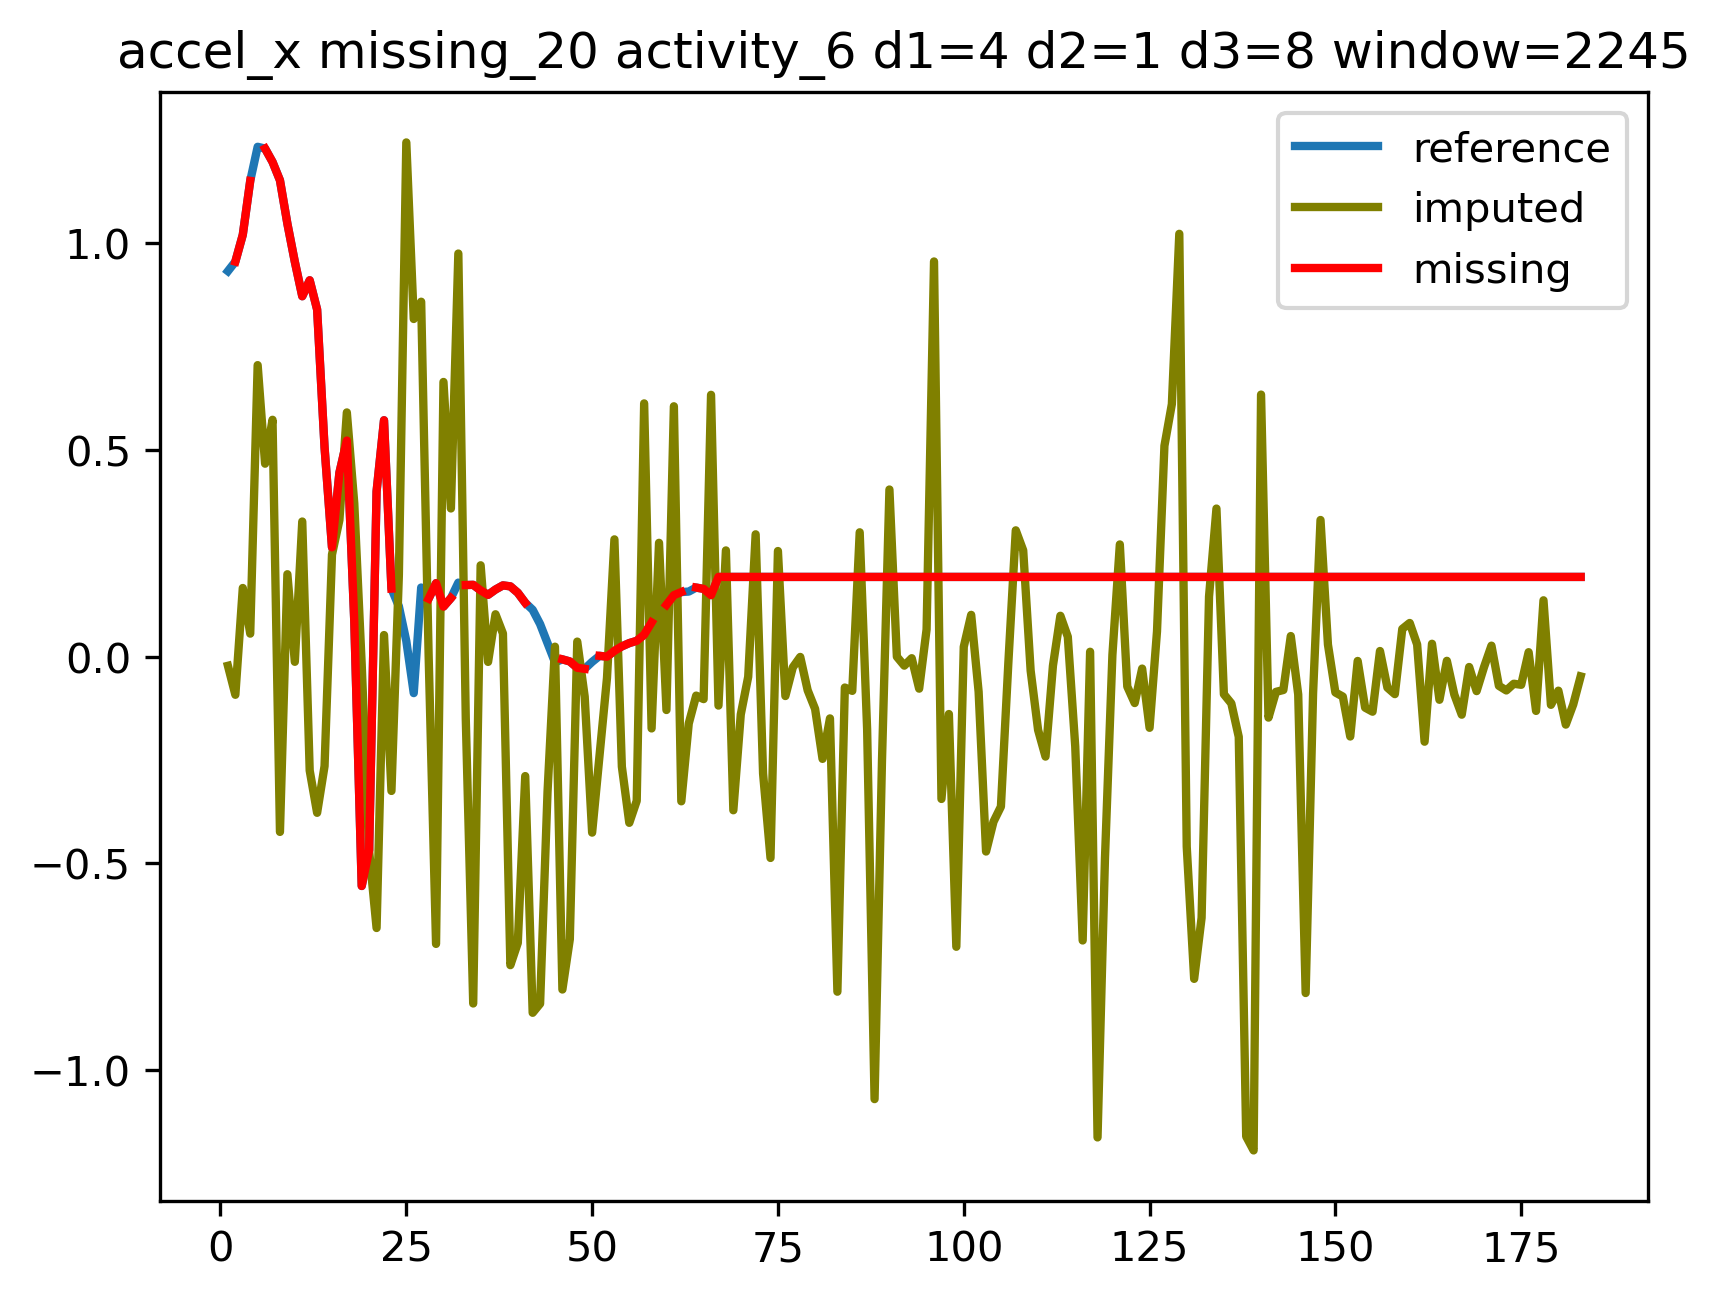 accel_x missing_20 activity_6 d1=4 d2=1 d3=8 window=2245
reference
imputed
missing
1.0
0.5
0.0
−0.5
−1.0
0 25 50 75 100 125 150 175